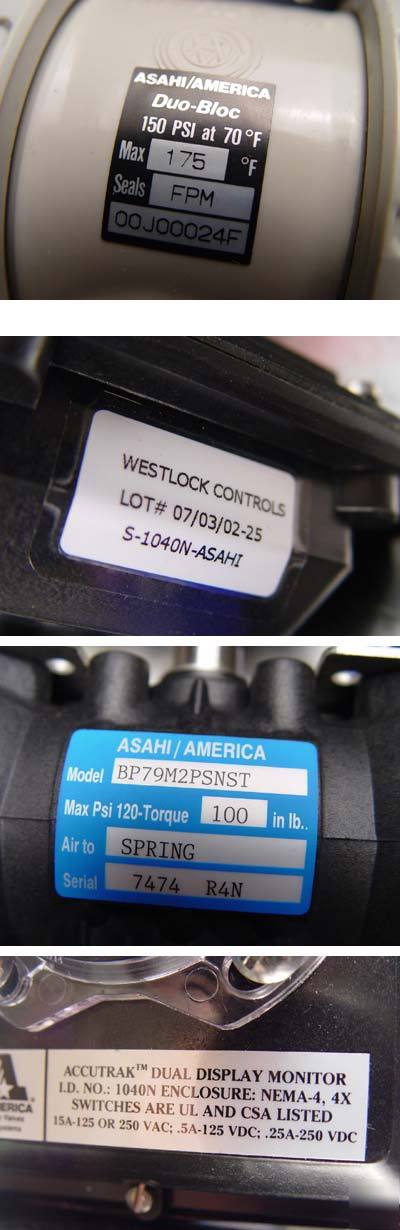 ASAHI/AMERICA
Duo-Bloc
150 PSI at 70 °F
Max 175 °F
Seals FPM
00J00024F
WESTLOCK CONTROLS
LOT# 07/03/02-25
S-1040N-ASAHI
ASAHI / AMERICA
Model BP79M2PSNST
Max Psi 120-Torque 100 in lb..
Air to SPRING
Serial 7474 R4N
ACCUTRAK™ DUAL DISPLAY MONITOR
I.D. NO.: 1040N ENCLOSURE: NEMA-4, 4X
SWITCHES ARE UL AND CSA LISTED
15A-125 OR 250 VAC; .5A-125 VDC; .25A-250 VDC